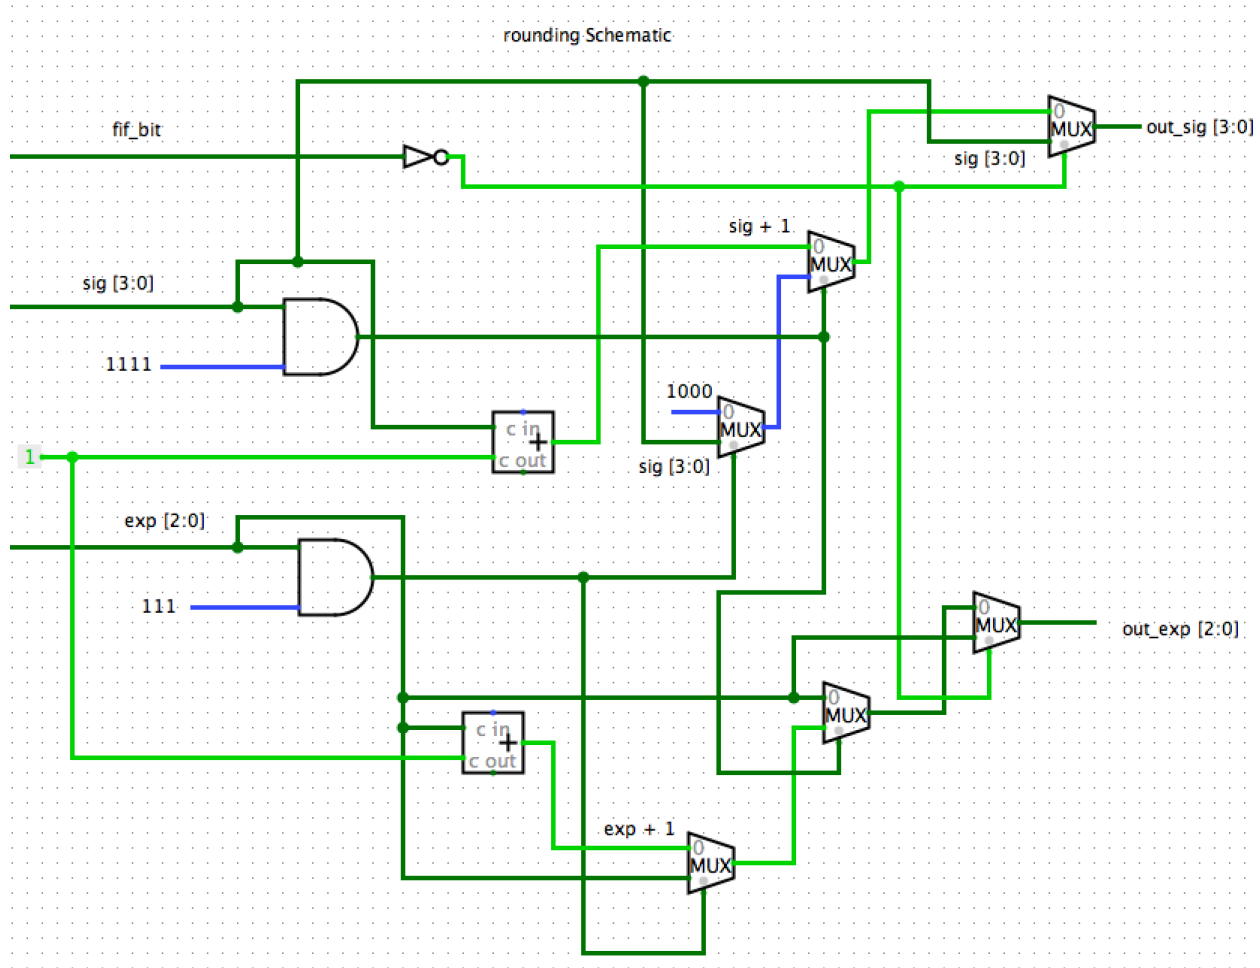 rounding Schematic
fif_bit
0
MUX
out_sig [3:0]
sig [3:0]
sig + 1
0
MUX
sig [3:0]
1111
1000
0
MUX
sig [3:0]
c in
+
c out
1
exp [2:0]
111
0
MUX
out_exp [2:0]
0
MUX
c in
+
c out
exp + 1
0
MUX